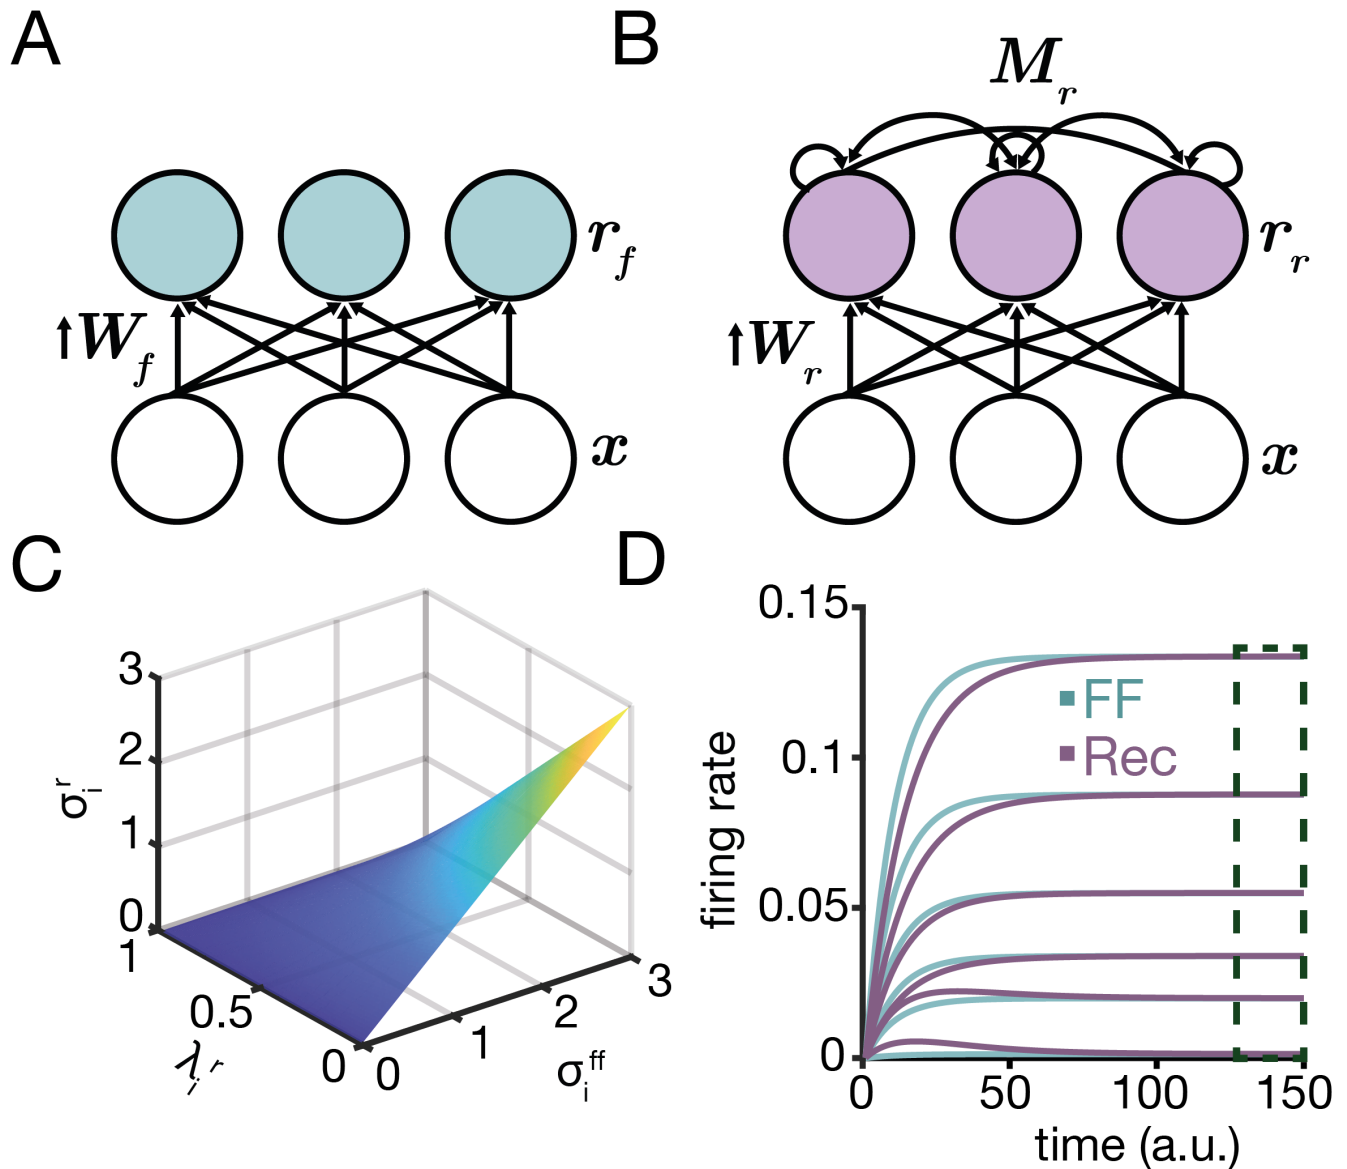 A
B
M_r
r_f
r_r
↑W_f
↑W_r
x
x
C
D
3
2
1
0
σ_i^r
1
0.5
0
λ_i^r
0
1
2
3
σ_i^ff
0.15
0.1
0.05
0
firing rate
FF
Rec
0 50 100 150
time (a.u.)